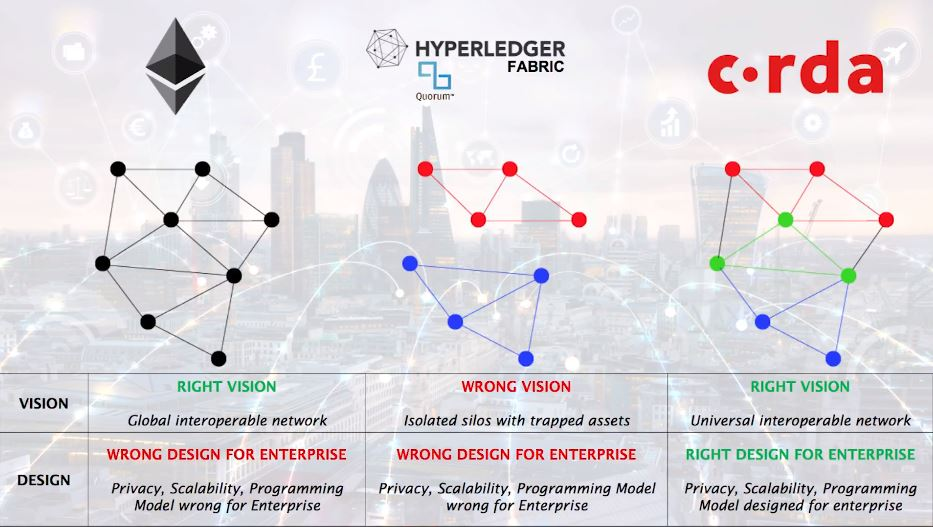 HYPERLEDGER
FABRIC
Quorum™
c·rda
VISION
RIGHT VISION
Global interoperable network
WRONG VISION
Isolated silos with trapped assets
RIGHT VISION
Universal interoperable network
DESIGN
WRONG DESIGN FOR ENTERPRISE
Privacy, Scalability, Programming
Model wrong for Enterprise
WRONG DESIGN FOR ENTERPRISE
Privacy, Scalability, Programming Model
wrong for Enterprise
RIGHT DESIGN FOR ENTERPRISE
Privacy, Scalability, Programming
Model designed for enterprise